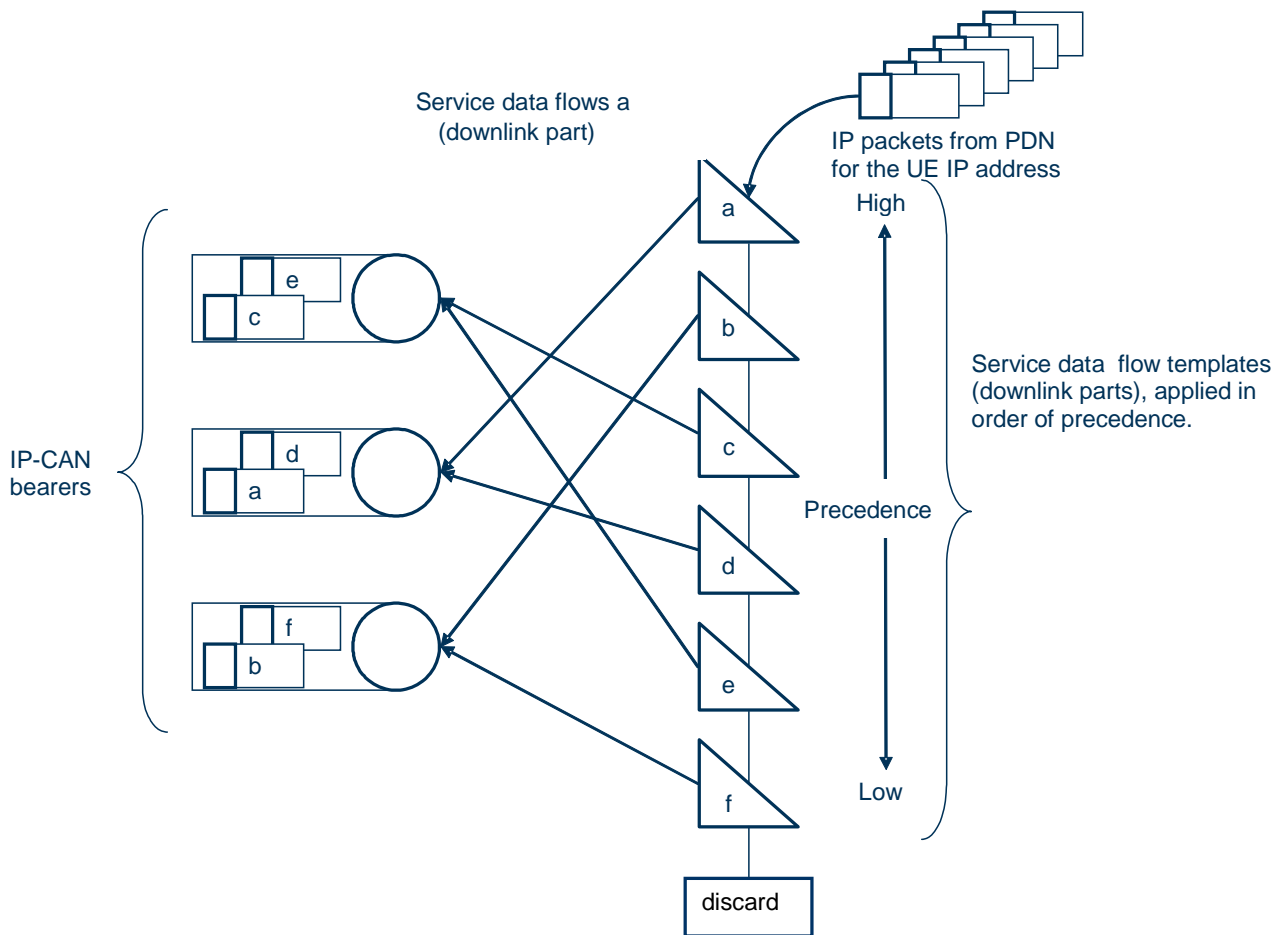 Service data flows a
(downlink part)
IP packets from PDN
for the UE IP address
High
a
e
c
b
Service data flow templates
(downlink parts), applied in
order of precedence.
c
IP-CAN
bearers
d
a
Precedence
d
f
b
e
Low
f
discard